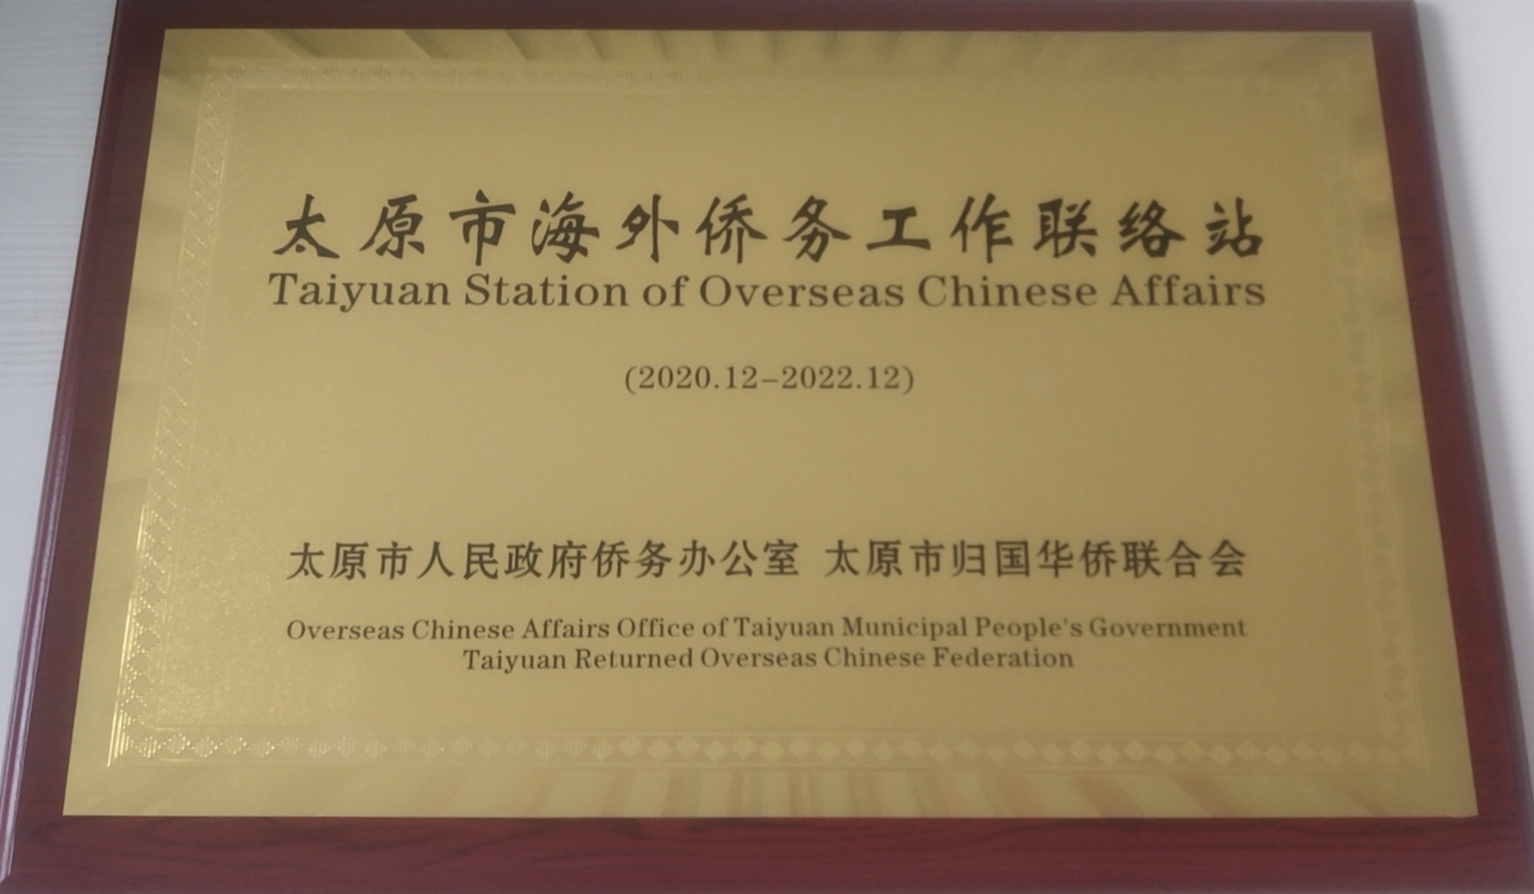 太原市海外侨务工作联络站
Taiyuan Station of Overseas Chinese Affairs
(2020.12-2022.12)
太原市人民政府侨务办公室 太原市归国华侨联合会
Overseas Chinese Affairs Office of Taiyuan Municipal People's Government
Taiyuan Returned Overseas Chinese Federation